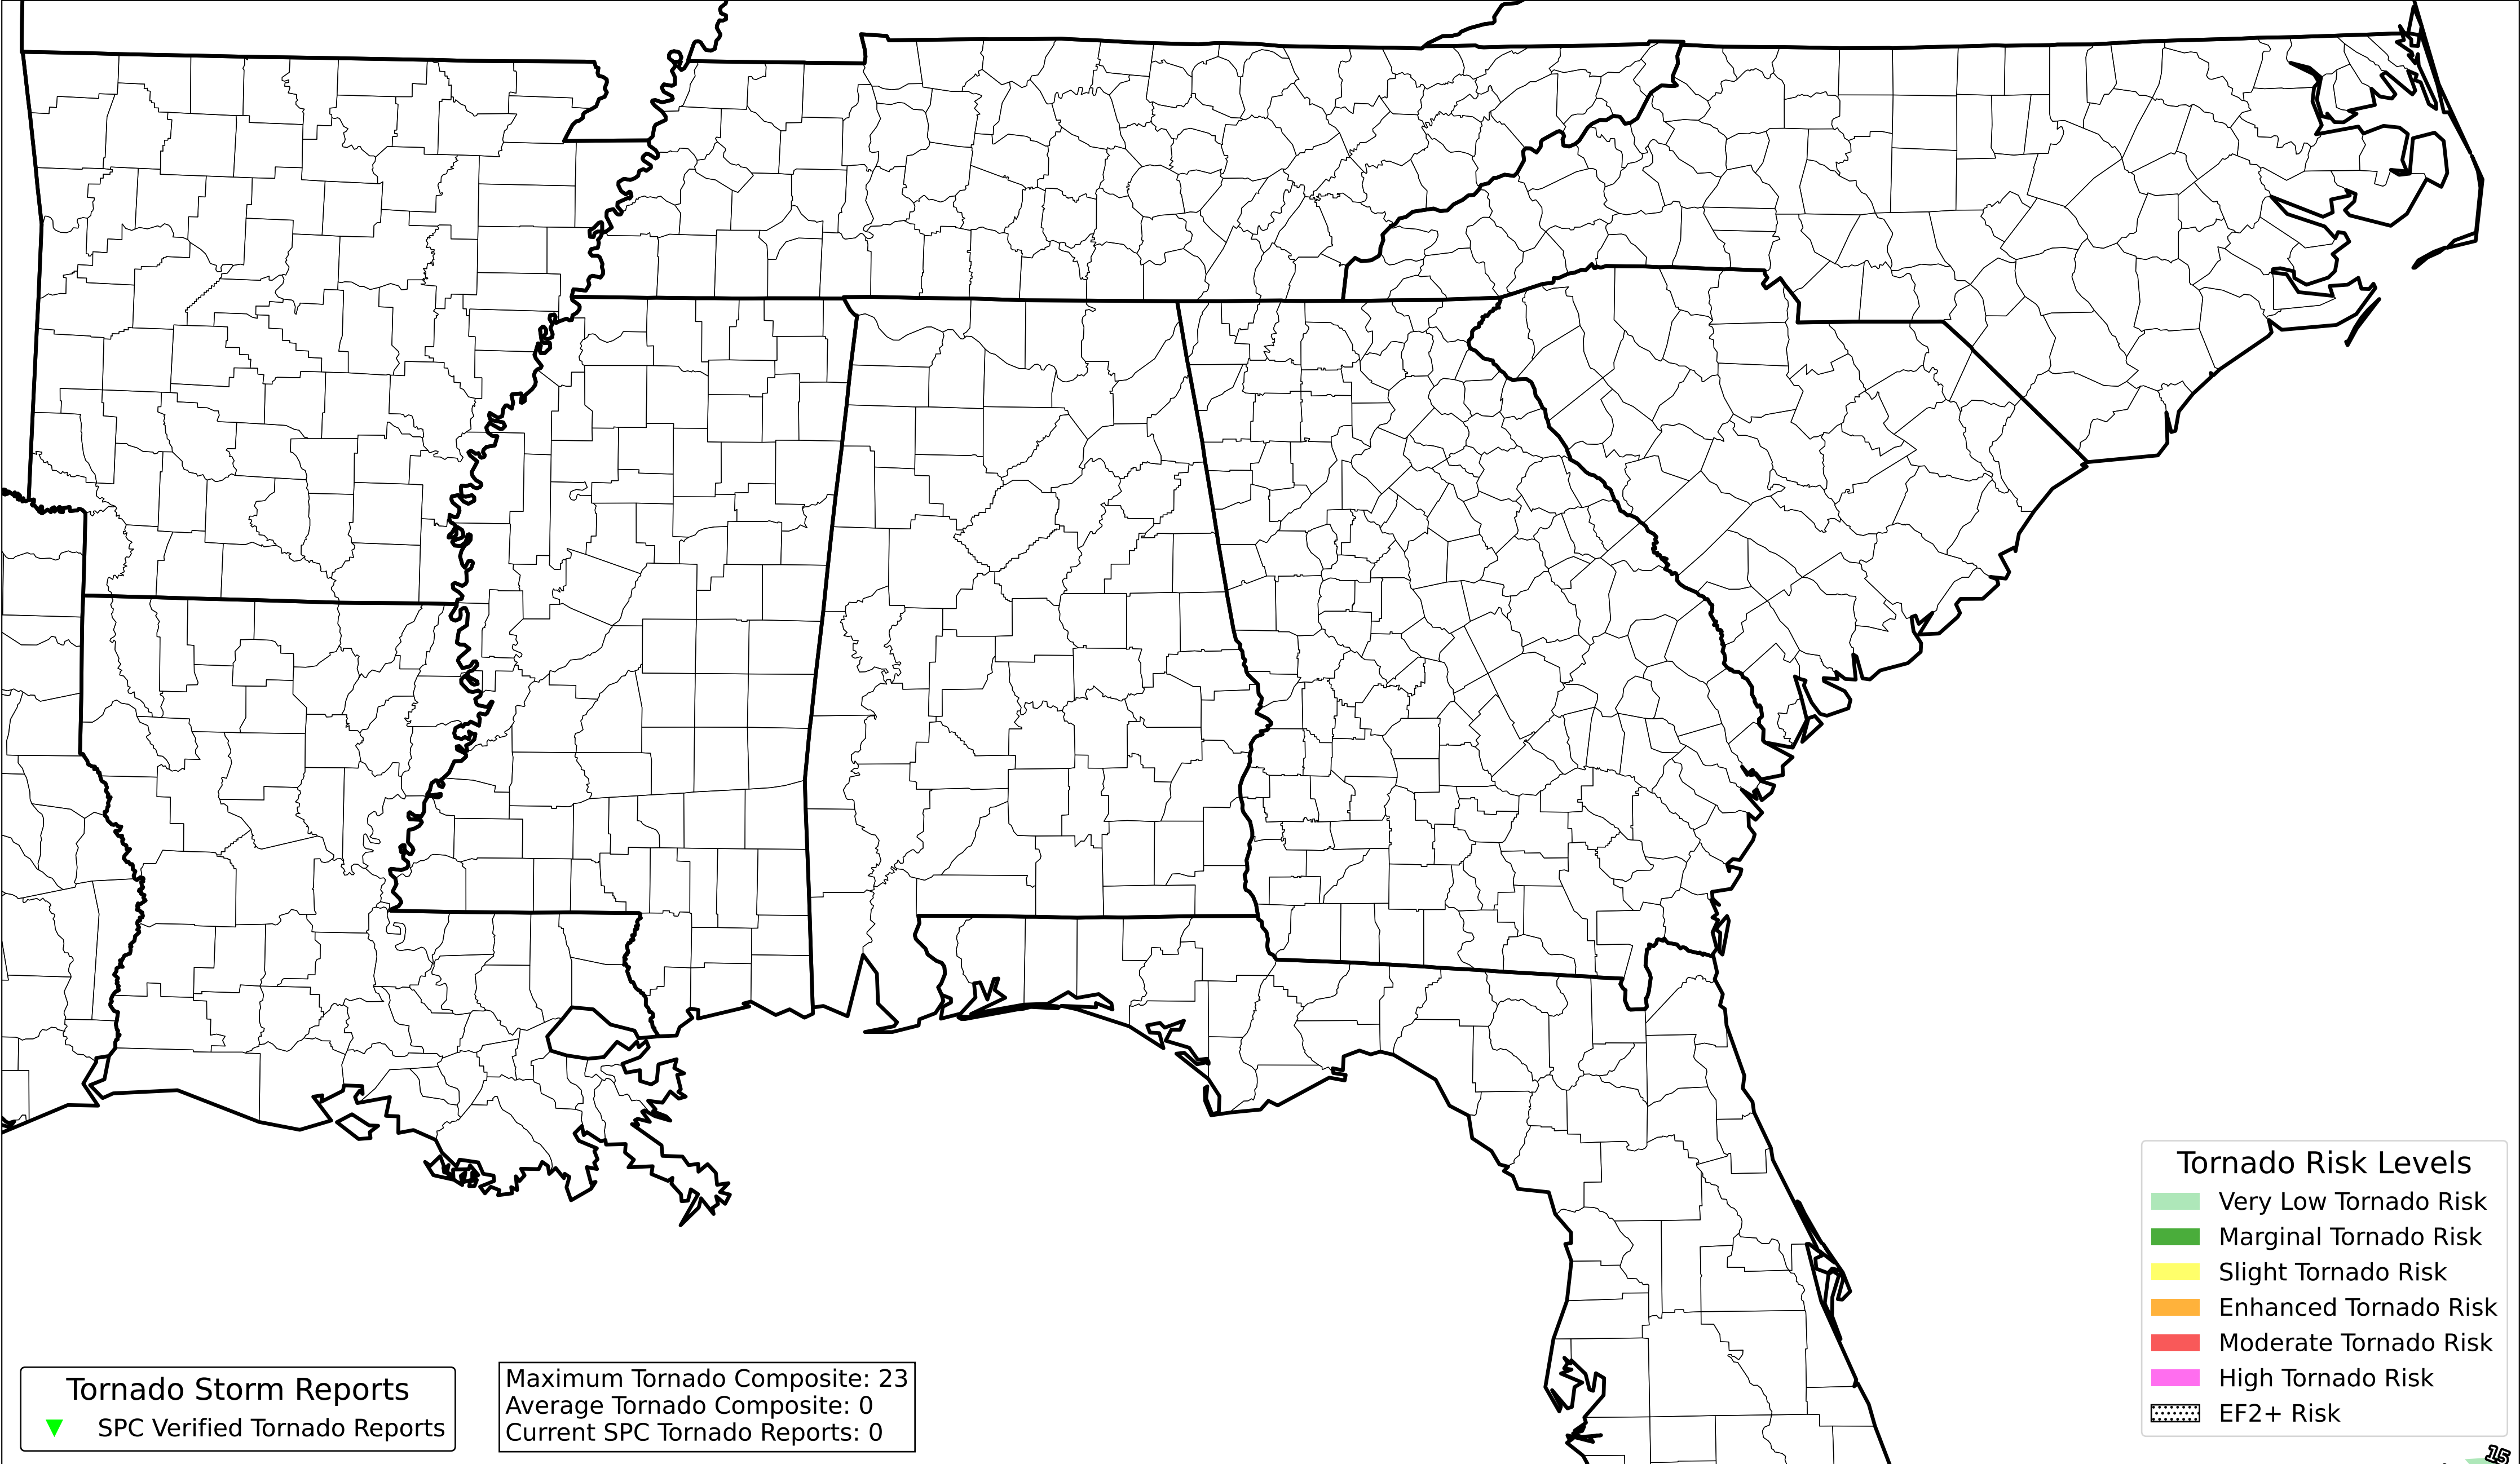 Tornado Risk Levels
Very Low Tornado Risk
Marginal Tornado Risk
Slight Tornado Risk
Enhanced Tornado Risk
Moderate Tornado Risk
High Tornado Risk
EF2+ Risk
Tornado Storm Reports
SPC Verified Tornado Reports
Maximum Tornado Composite: 23
Average Tornado Composite: 0
Current SPC Tornado Reports: 0
15